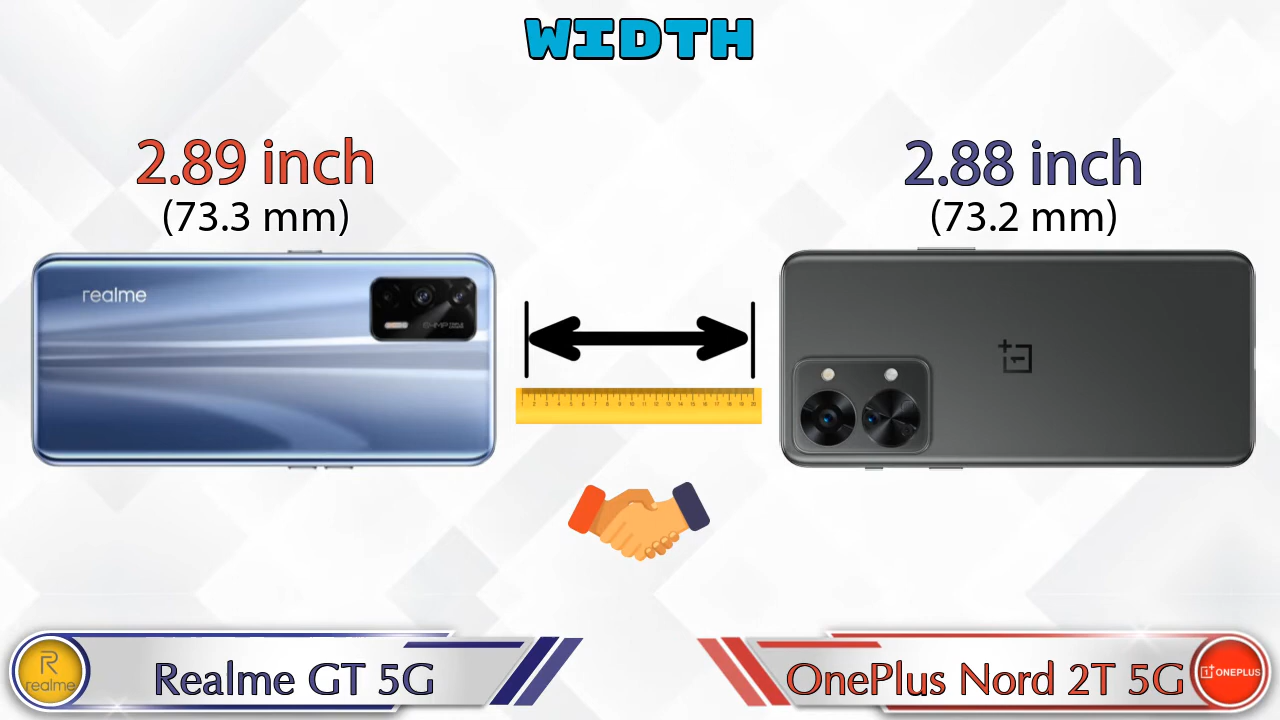 WIDTH
2.89 inch
(73.3 mm)
2.88 inch
(73.2 mm)
realme
Realme GT 5G
R
realme
OnePlus Nord 2T 5G
1+ ONEPLUS